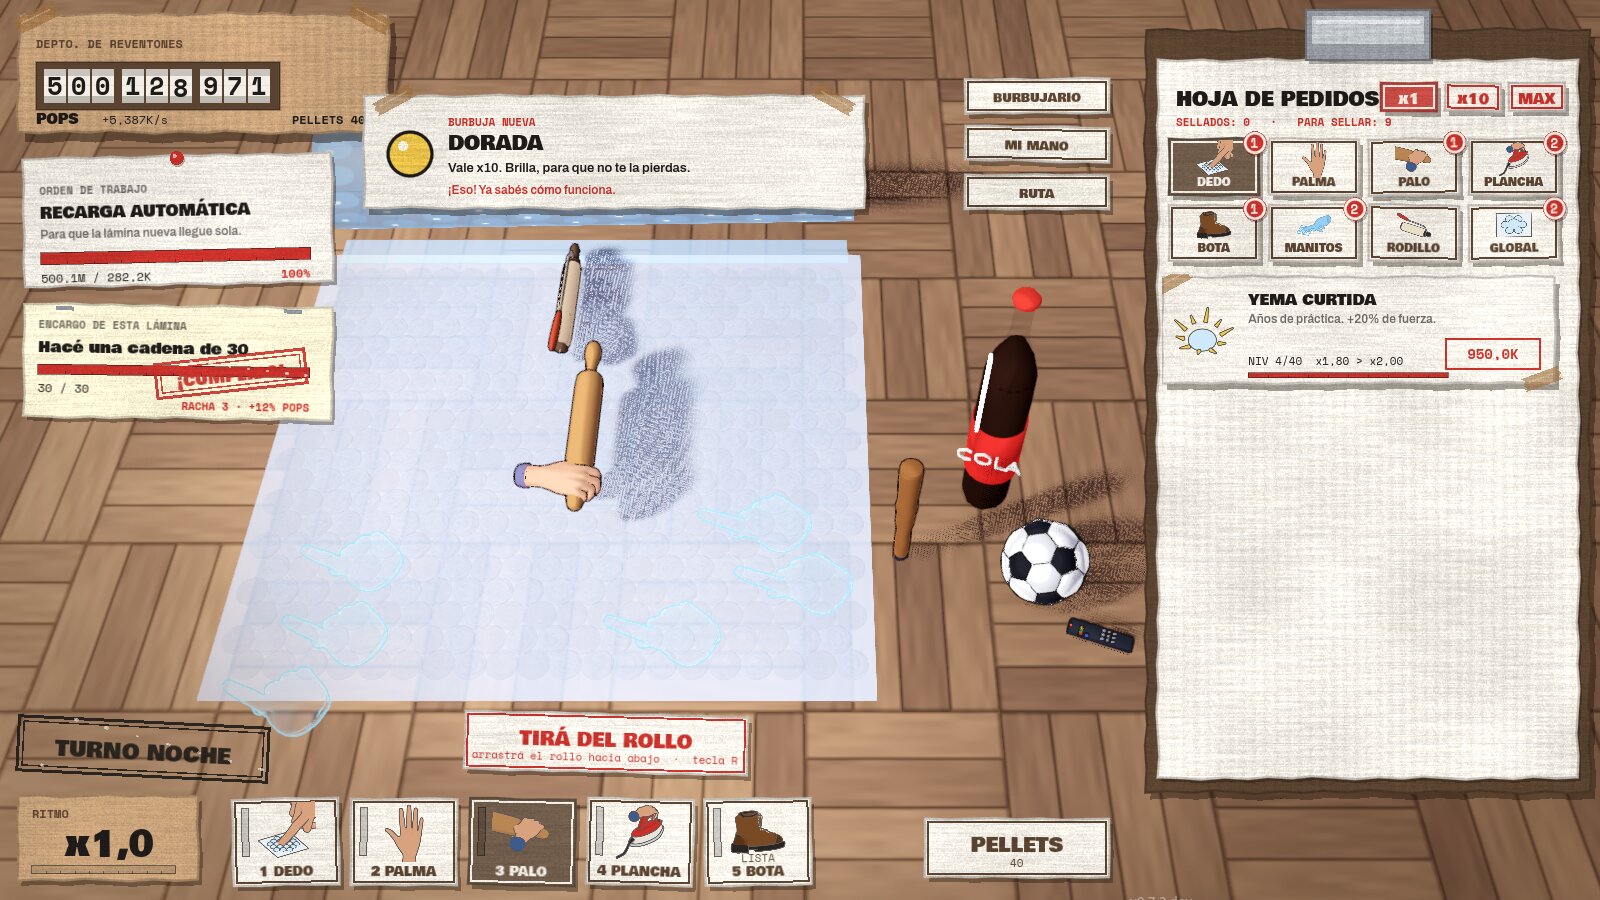 DEPTO. DE REVENTONES
500 128 971
POPS +5,387K/s PELLETS 40
ORDEN DE TRABAJO
RECARGA AUTOMÁTICA
Para que la lámina nueva llegue sola.
500.1M / 282.2K 100%
ENCARGO DE ESTA LÁMINA
Hacé una cadena de 30
30 / 30
RACHA 3 · +12% POPS
BURBUJA NUEVA
DORADA
Vale x10. Brilla, para que no te la pierdas.
¡Eso! Ya sabés cómo funciona.
BURBUJARIO
MI MANO
RUTA
HOJA DE PEDIDOS x1 x10 MAX
SELLADOS: 0 · PARA SELLAR: 9
1 1 2
DEDO PALMA PALO PLANCHA
1 2 2
BOTA MANITOS RODILLO GLOBAL
YEMA CURTIDA
Años de práctica. +20% de fuerza.
NIV 4/40 x1,80 > x2,00
950,0K
COLA
TURNO NOCHE
TIRÁ DEL ROLLO
arrastrá el rollo hacia abajo · tecla R
RITMO
x1,0
1 DEDO
2 PALMA
3 PALO
4 PLANCHA
LISTA
5 BOTA
PELLETS
40